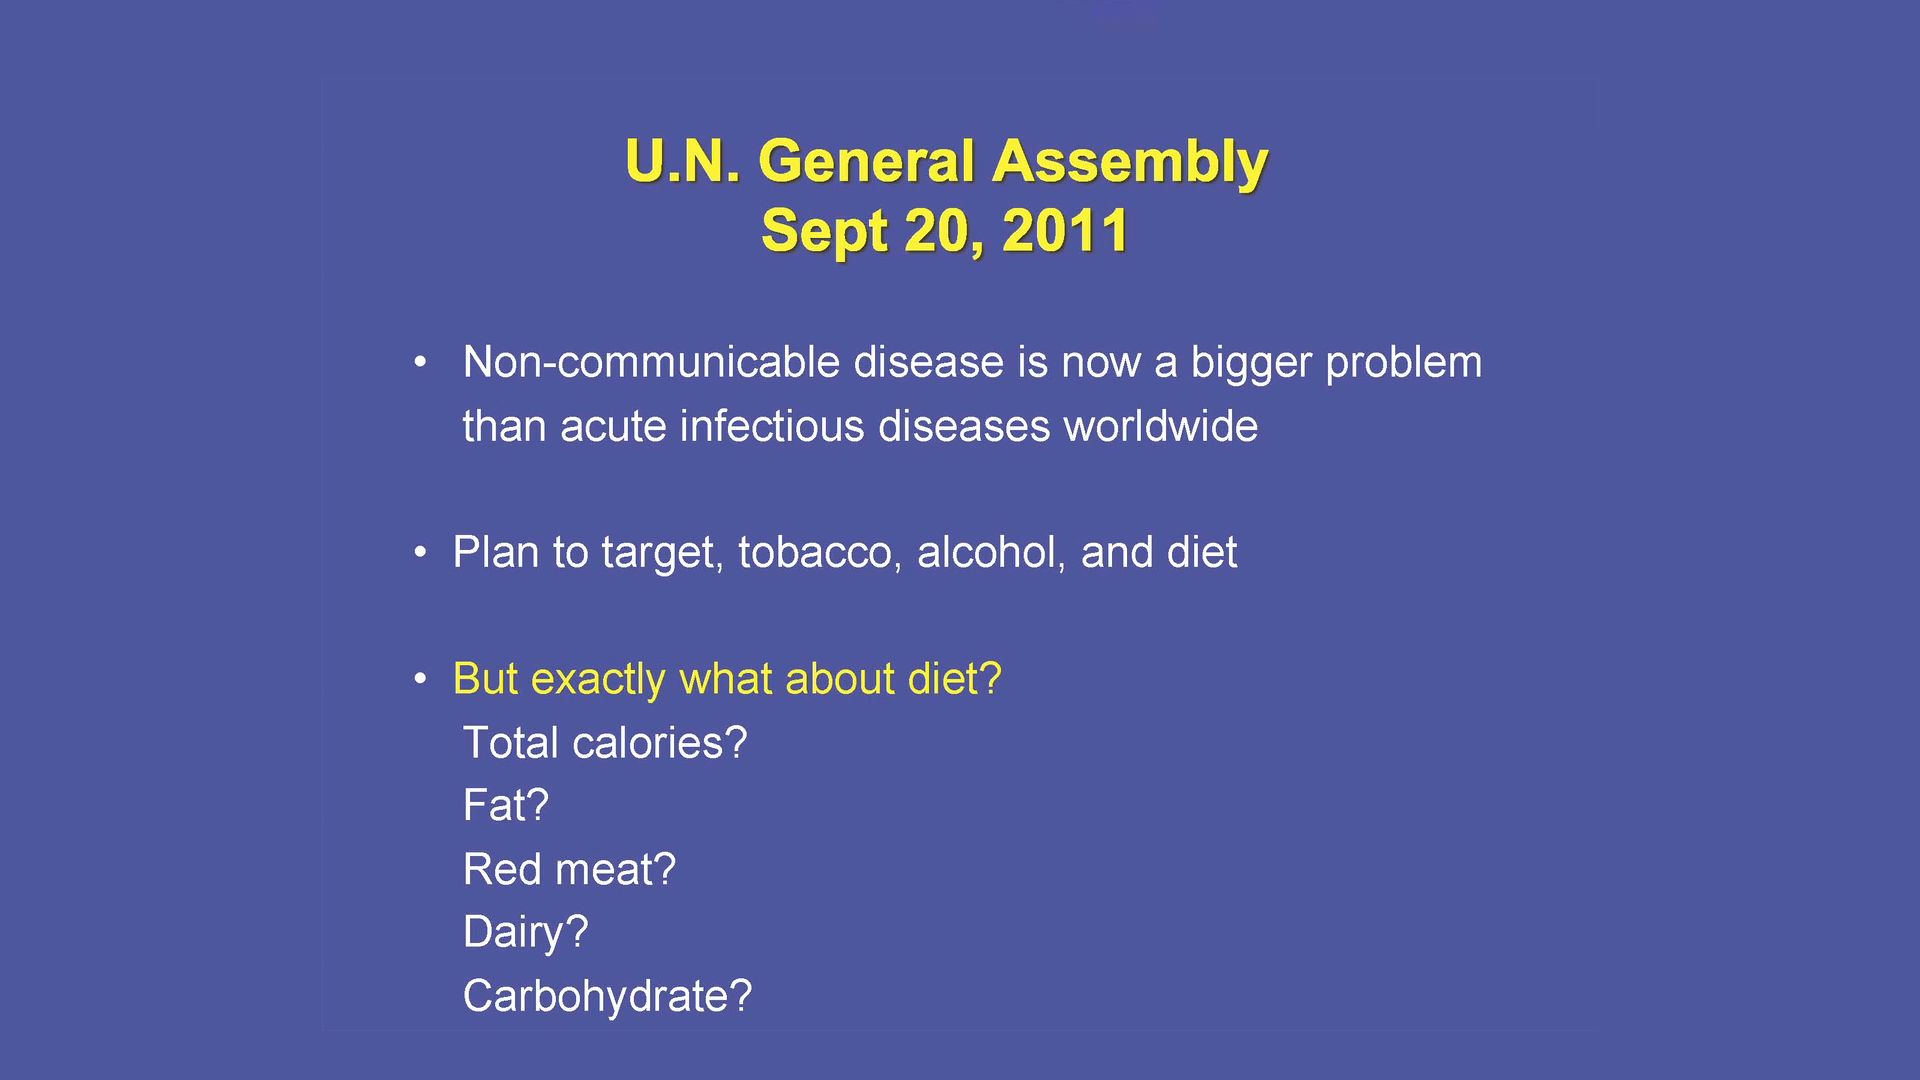 U.N. General Assembly
Sept 20, 2011
• Non-communicable disease is now a bigger problem
than acute infectious diseases worldwide
• Plan to target, tobacco, alcohol, and diet
• But exactly what about diet?
Total calories?
Fat?
Red meat?
Dairy?
Carbohydrate?